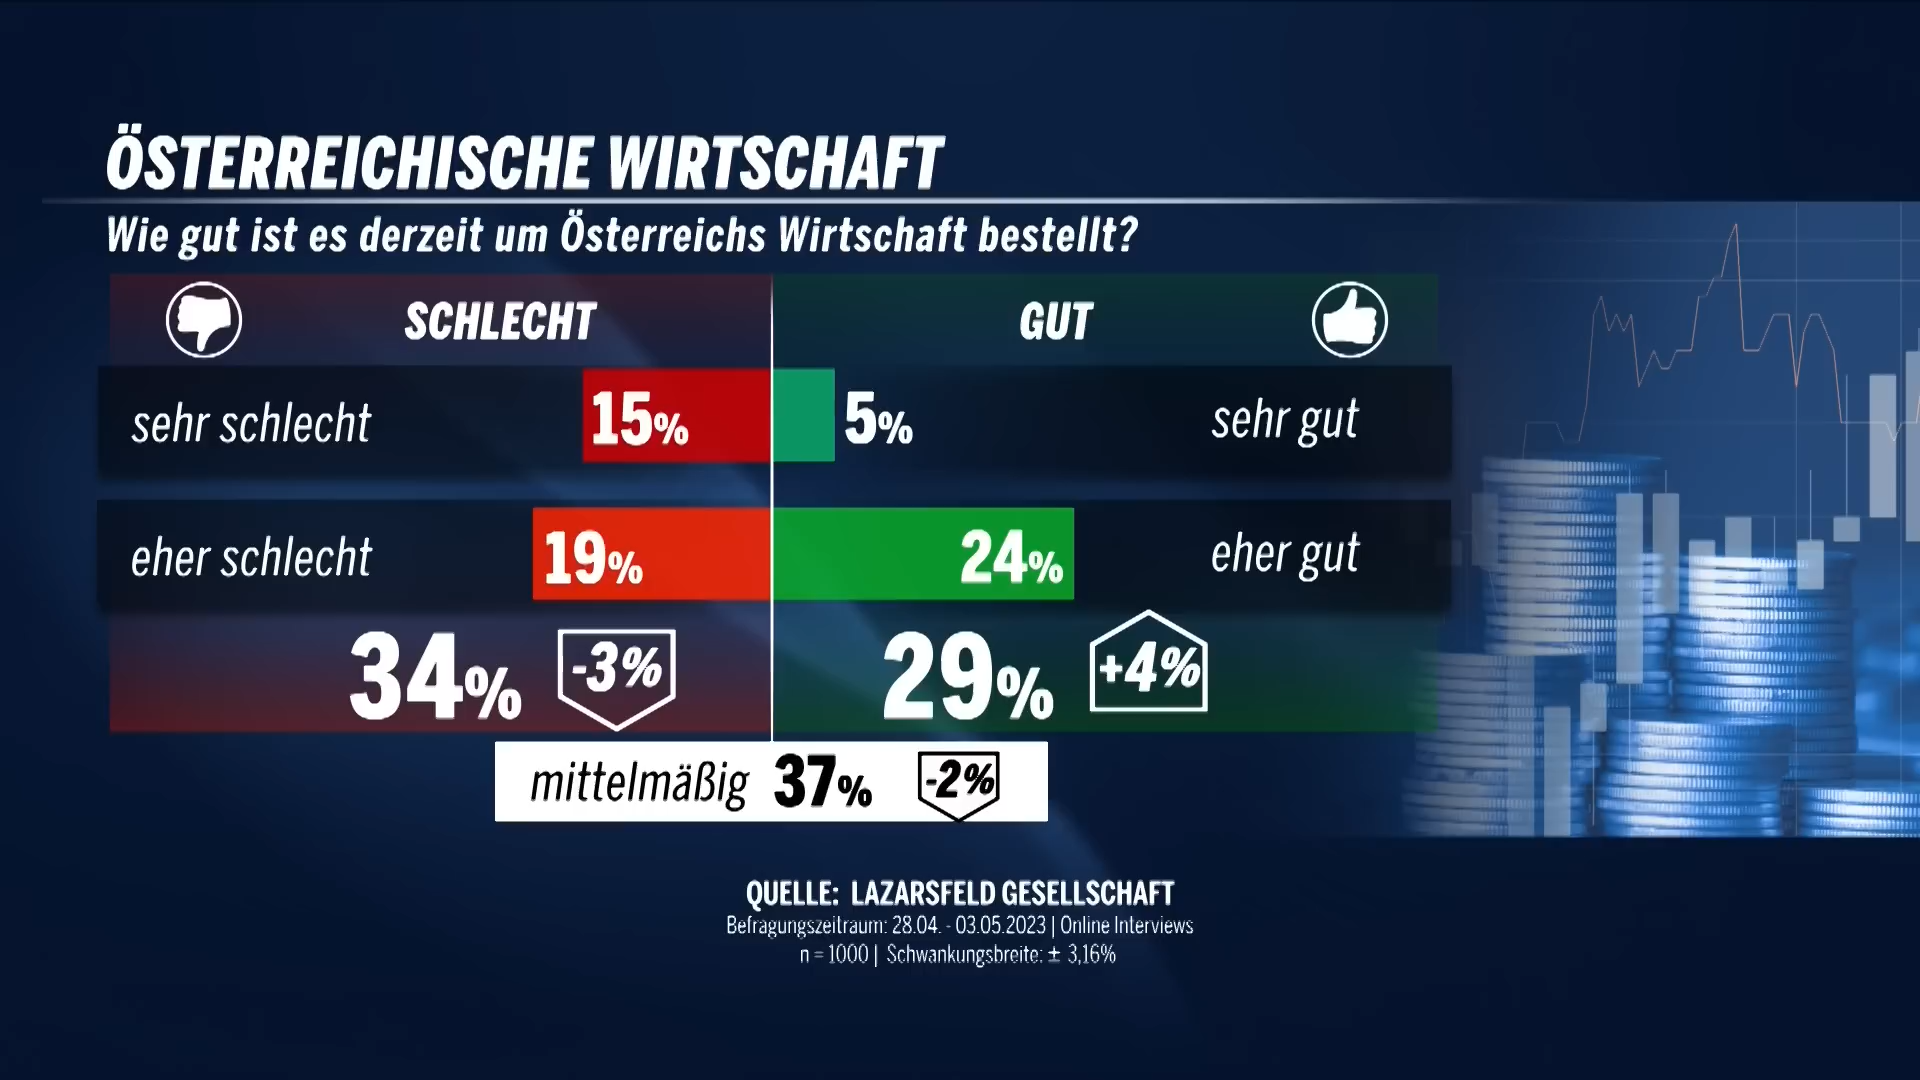 ÖSTERREICHISCHE WIRTSCHAFT
Wie gut ist es derzeit um Österreichs Wirtschaft bestellt?
SCHLECHT GUT
sehr schlecht 15% 5% sehr gut
eher schlecht 19% 24% eher gut
34% -3% 29% +4%
mittelmäßig 37% -2%
QUELLE: LAZARSFELD GESELLSCHAFT
Befragungszeitraum: 28.04. - 03.05.2023 | Online Interviews
n = 1000 | Schwankungsbreite: ± 3,16%